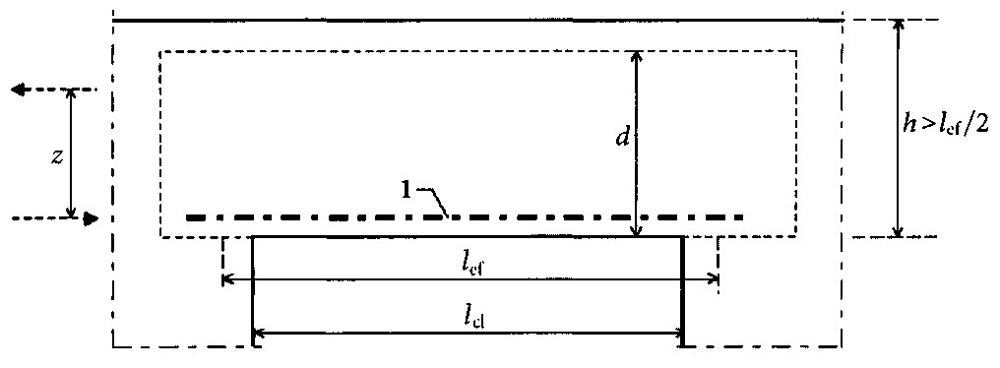 h > l_ef/2
d
z
1
l_ef
l_cl